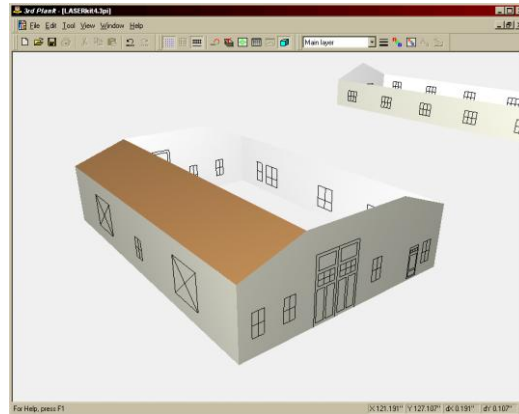 3rd PlanIt - [LASERkit4.3pi]
File Edit Tool View Window Help
Main layer
For Help, press F1
X 121.191" Y 127.107" dX 0.191" dY 0.107"